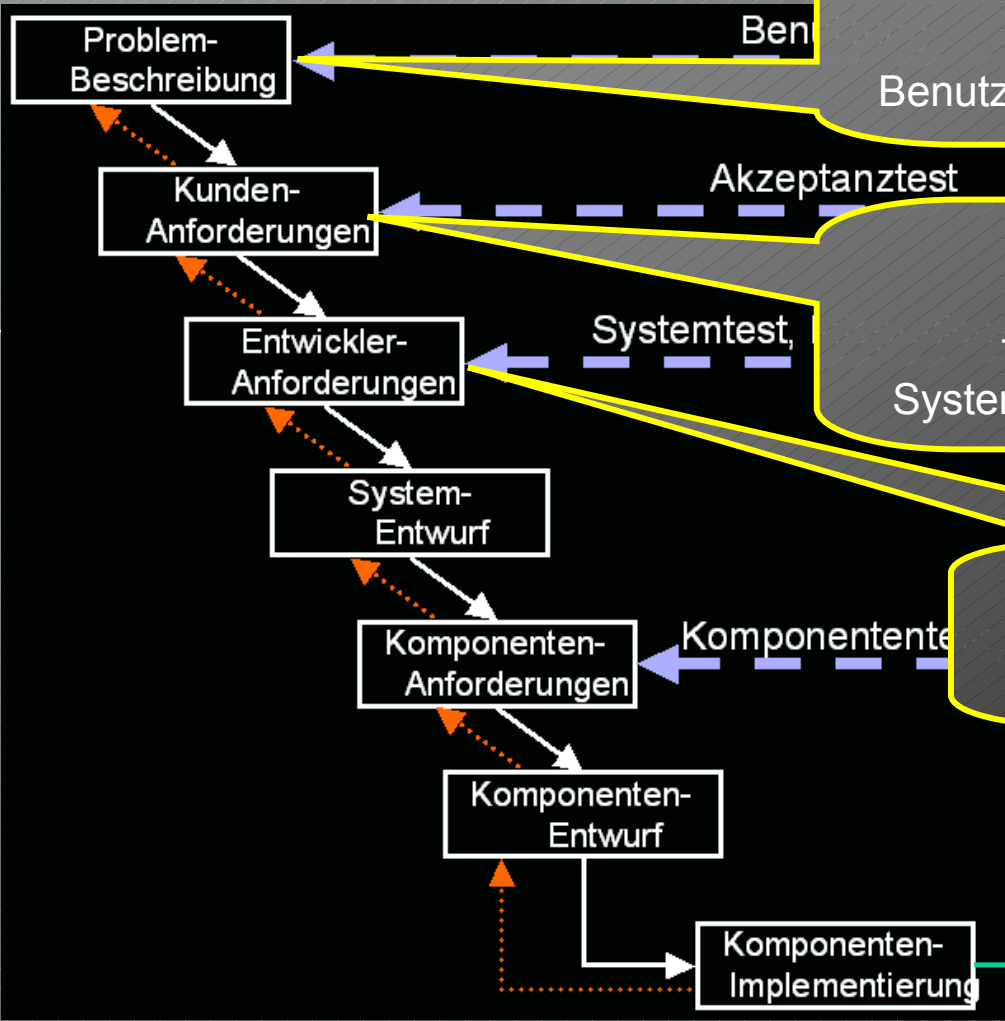 Problem-
Beschreibung
Akzeptanztest
Kunden-
Anforderungen
Systemtest,
Entwickler-
Anforderungen
System-
Entwurf
Komponenten-
Anforderungen
Komponenten-
Entwurf
Komponenten-
Implementierung